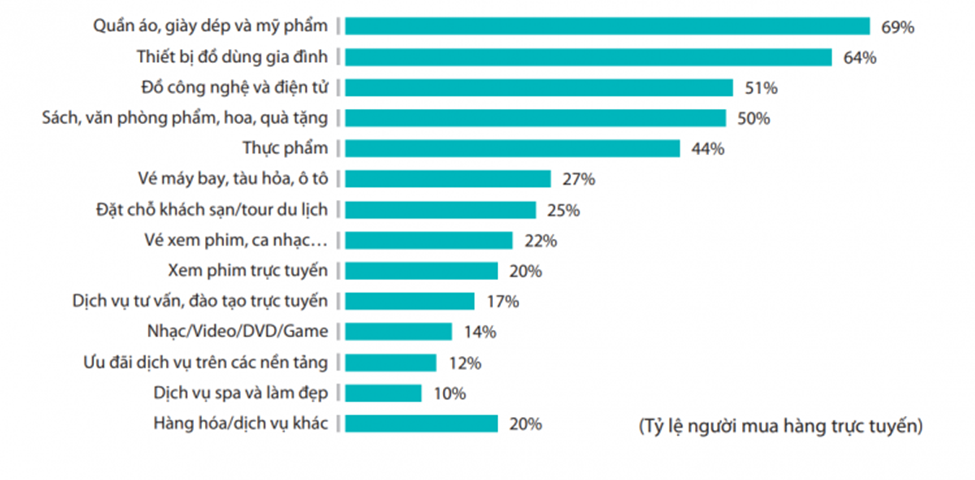 Quần áo, giày dép và mỹ phẩm 69%
Thiết bị đồ dùng gia đình 64%
Đồ công nghệ và điện tử 51%
Sách, văn phòng phẩm, hoa, quà tặng 50%
Thực phẩm 44%
Vé máy bay, tàu hỏa, ô tô 27%
Đặt chỗ khách sạn/tour du lịch 25%
Vé xem phim, ca nhạc... 22%
Xem phim trực tuyến 20%
Dịch vụ tư vấn, đào tạo trực tuyến 17%
Nhạc/Video/DVD/Game 14%
Ưu đãi dịch vụ trên các nền tảng 12%
Dịch vụ spa và làm đẹp 10%
Hàng hóa/dịch vụ khác 20%
(Tỷ lệ người mua hàng trực tuyến)